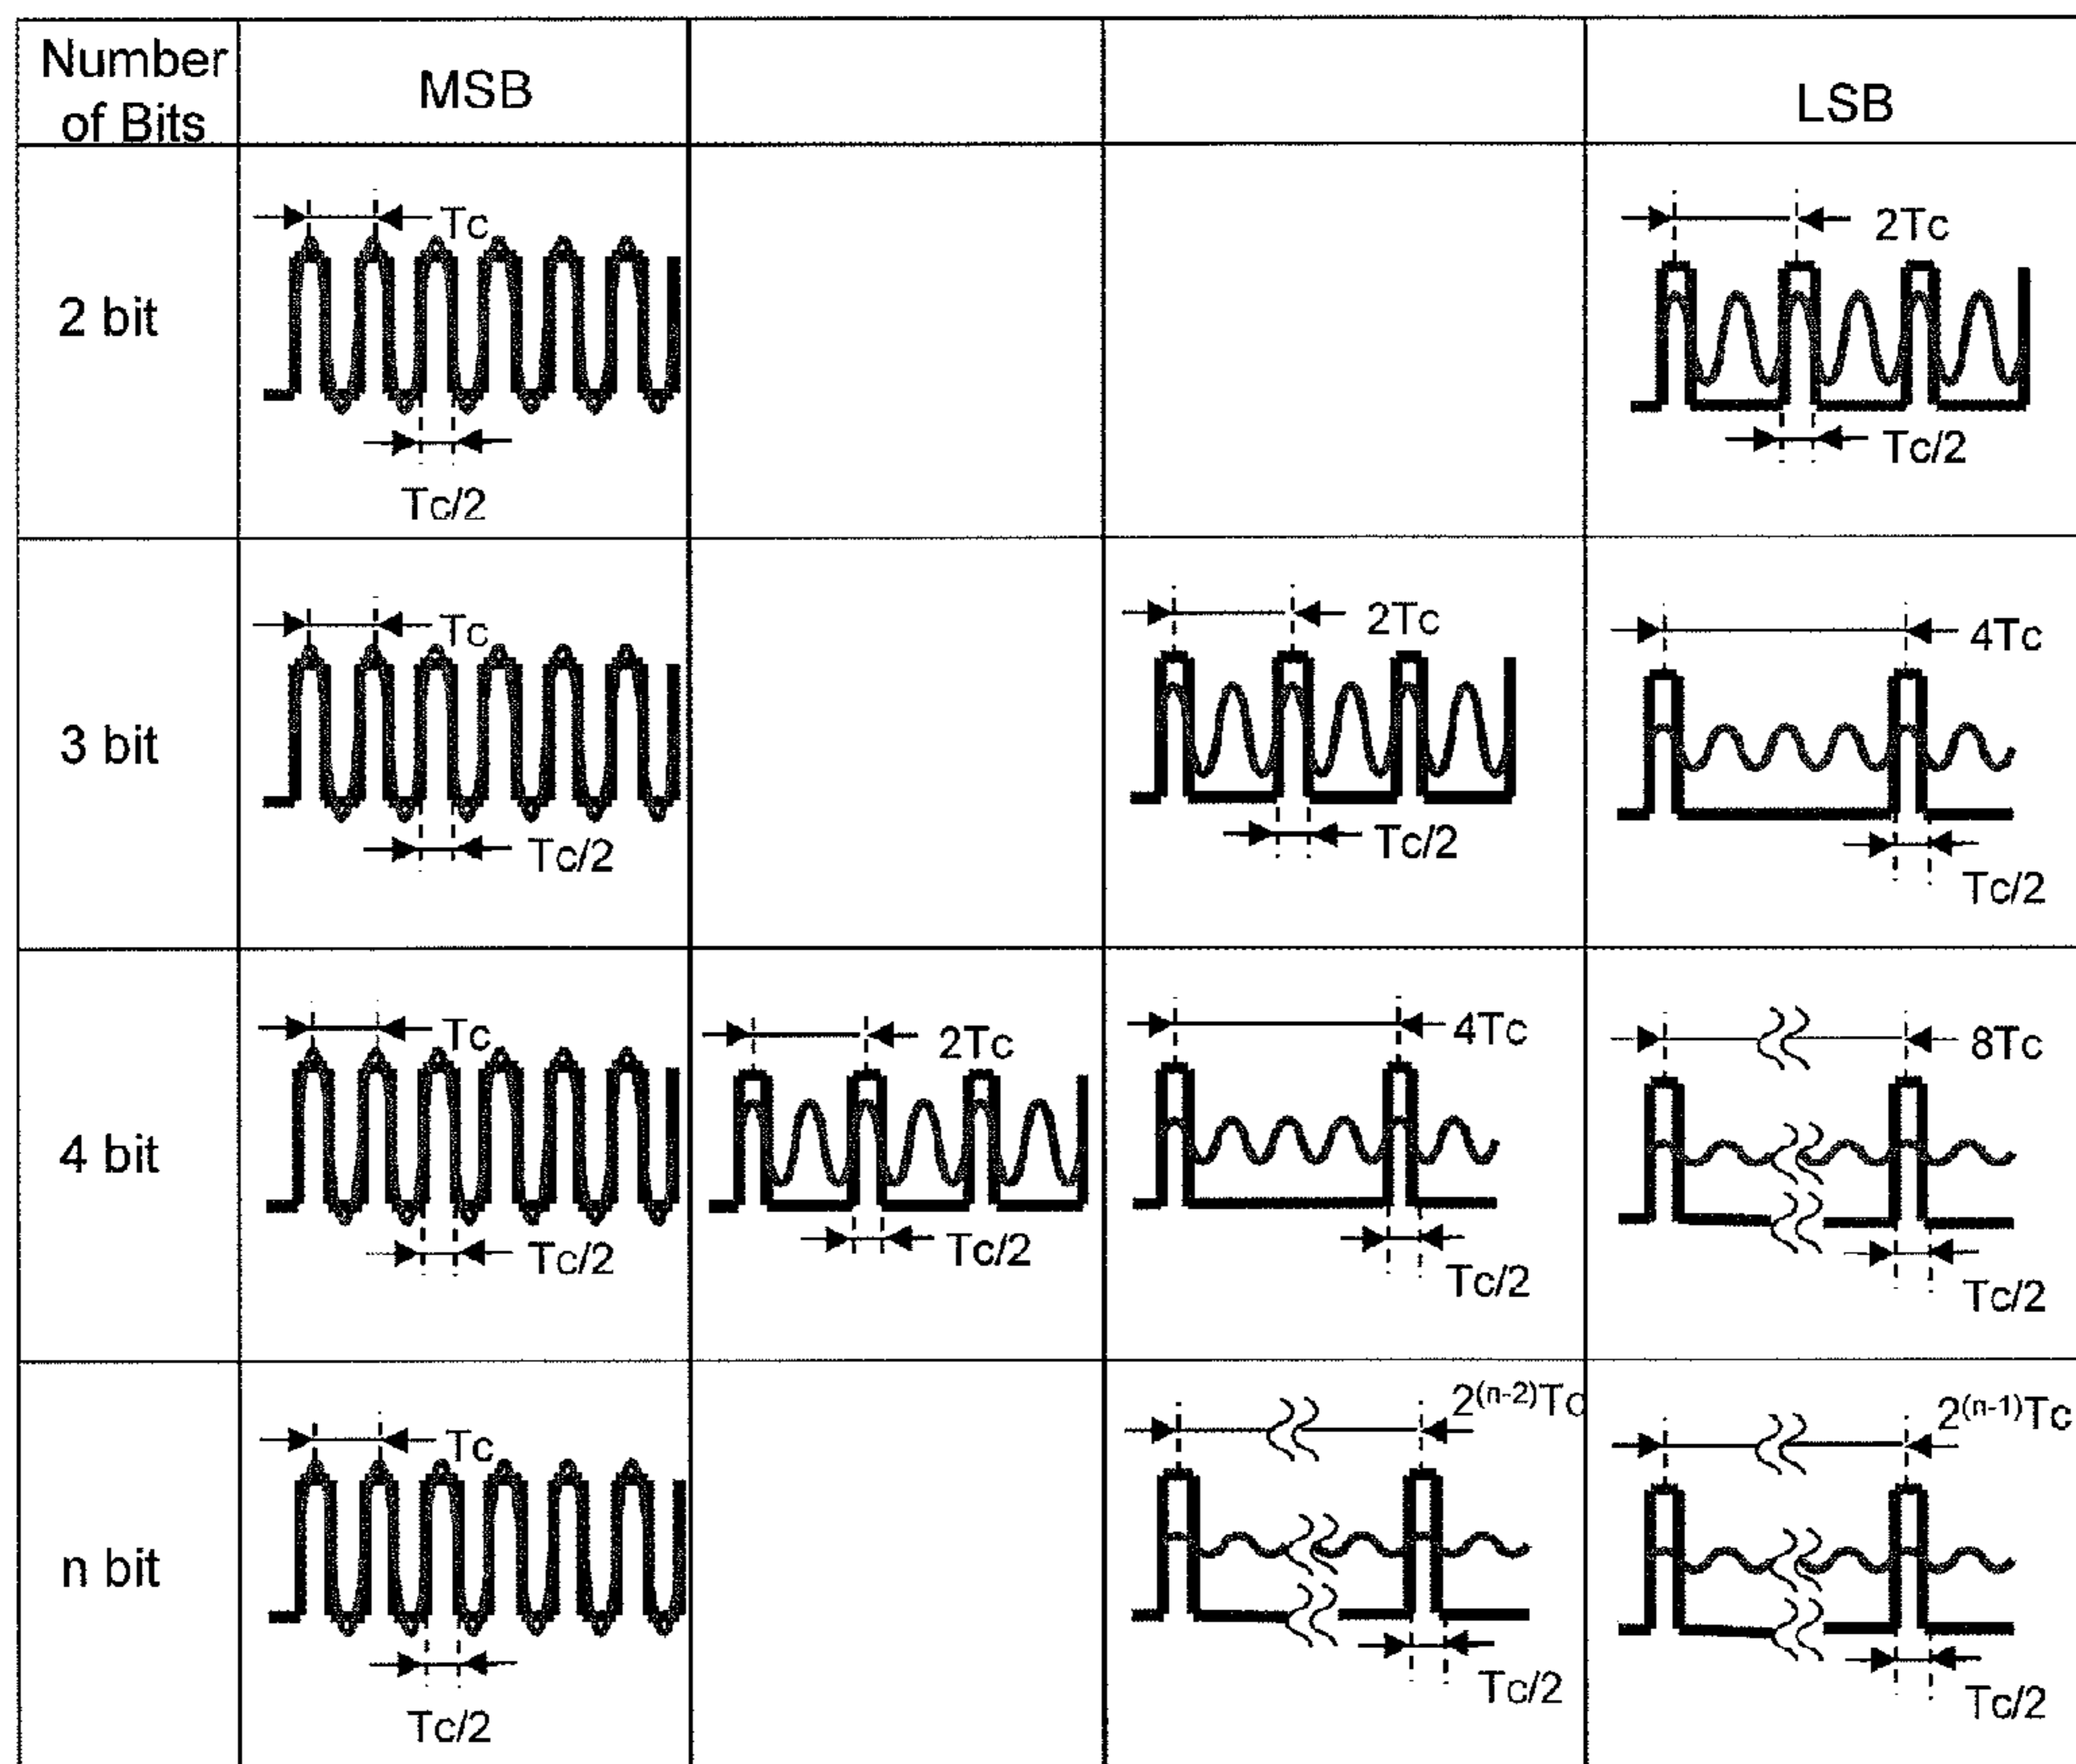 Number
of Bits
MSB
LSB
2 bit
Tc
Tc/2
2Tc
Tc/2
3 bit
Tc
Tc/2
2Tc
Tc/2
4Tc
Tc/2
4 bit
Tc
Tc/2
2Tc
Tc/2
4Tc
Tc/2
8Tc
Tc/2
n bit
Tc
Tc/2
2(n-2)Tc
Tc/2
2(n-1)Tc
Tc/2